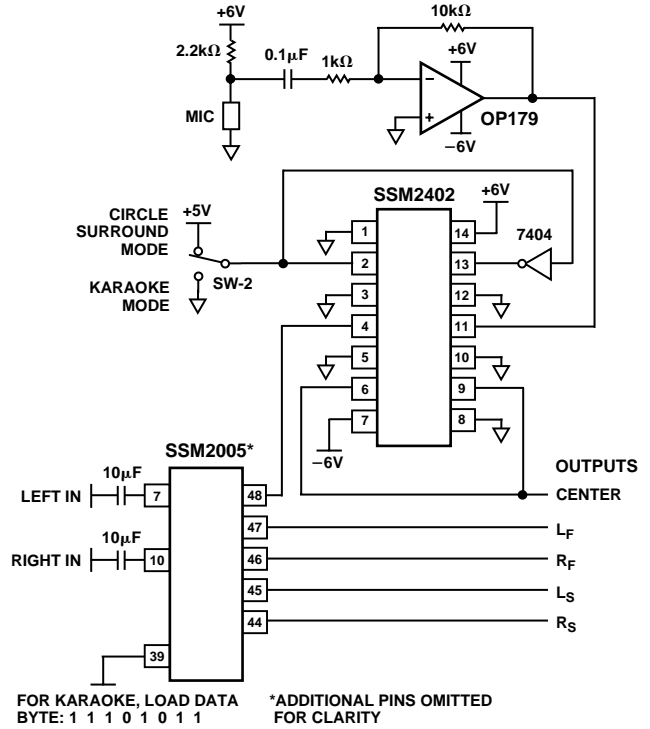 +6V
10kΩ
2.2kΩ
0.1µF
1kΩ
+6V
−
+
MIC
OP179
−6V
SSM2402
+6V
CIRCLE
SURROUND
MODE
+5V
1
14
7404
2
13
KARAOKE
MODE
SW-2
3
12
4
11
5
10
6
9
7
8
−6V
SSM2005*
OUTPUTS
10µF
LEFT IN
7
48
CENTER
47
LF
10µF
RIGHT IN
10
46
RF
45
LS
44
RS
39
FOR KARAOKE, LOAD DATA
BYTE: 1 1 1 0 1 0 1 1
*ADDITIONAL PINS OMITTED
FOR CLARITY